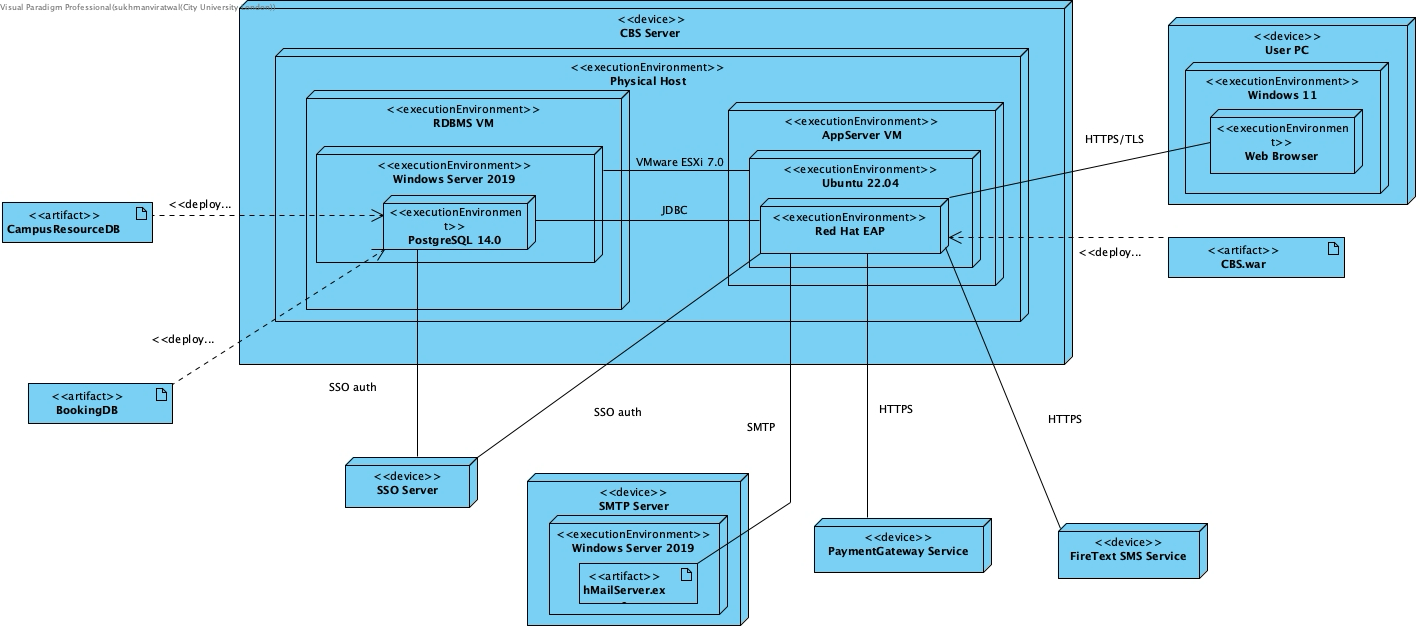 Visual Paradigm Professional(sukhmanviratwal(City University London))
<<device>>
CBS Server
<<executionEnvironment>>
Physical Host
<<executionEnvironment>>
RDBMS VM
<<executionEnvironment>>
Windows Server 2019
<<executionEnvironmen
t>>
PostgreSQL 14.0
VMware ESXi 7.0
JDBC
<<executionEnvironment>>
AppServer VM
<<executionEnvironment>>
Ubuntu 22.04
<<executionEnvironment>>
Red Hat EAP
HTTPS/TLS
<<device>>
User PC
<<executionEnvironment>>
Windows 11
<<executionEnvironmen
t>>
Web Browser
<<artifact>>
CampusResourceDB
<<deploy...
<<deploy...
<<artifact>>
CBS.war
<<deploy...
<<artifact>>
BookingDB
SSO auth
SSO auth
SMTP
HTTPS
HTTPS
<<device>>
SSO Server
<<device>>
SMTP Server
<<executionEnvironment>>
Windows Server 2019
<<artifact>>
hMailServer.ex
<<device>>
PaymentGateway Service
<<device>>
FireText SMS Service